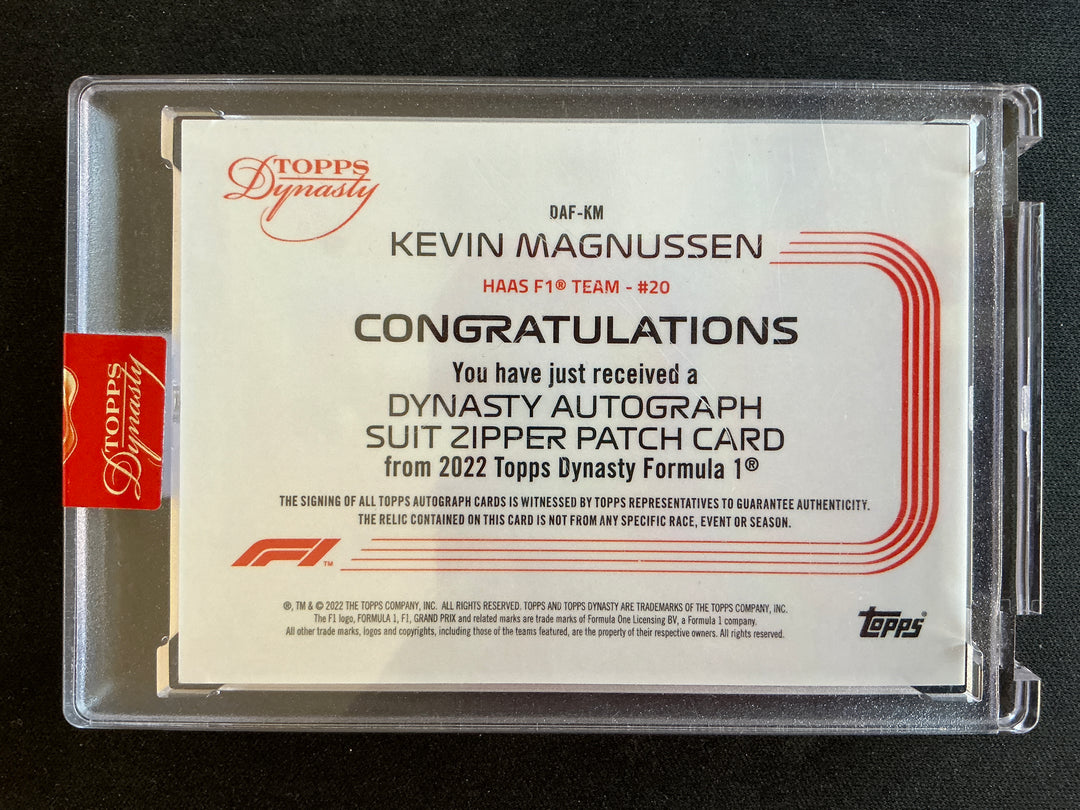 TOPPS
Dynasty
DAF-KM
KEVIN MAGNUSSEN
HAAS F1® TEAM - #20
CONGRATULATIONS
You have just received a
DYNASTY AUTOGRAPH
SUIT ZIPPER PATCH CARD
from 2022 Topps Dynasty Formula 1®
THE SIGNING OF ALL TOPPS AUTOGRAPH CARDS IS WITNESSED BY TOPPS REPRESENTATIVES TO GUARANTEE AUTHENTICITY.
THE RELIC CONTAINED ON THIS CARD IS NOT FROM ANY SPECIFIC RACE, EVENT OR SEASON.
F1™
®, TM & © 2022 THE TOPPS COMPANY, INC. ALL RIGHTS RESERVED. TOPPS AND TOPPS DYNASTY ARE TRADEMARKS OF THE TOPPS COMPANY, INC.
The F1 logo, FORMULA 1, F1, GRAND PRIX and related marks are trade marks of Formula One Licensing BV, a Formula 1 company.
All other trade marks, logos and copyrights, including those of the teams featured, are the property of their respective owners. All rights reserved.
topps®
TOPPS
Dynasty